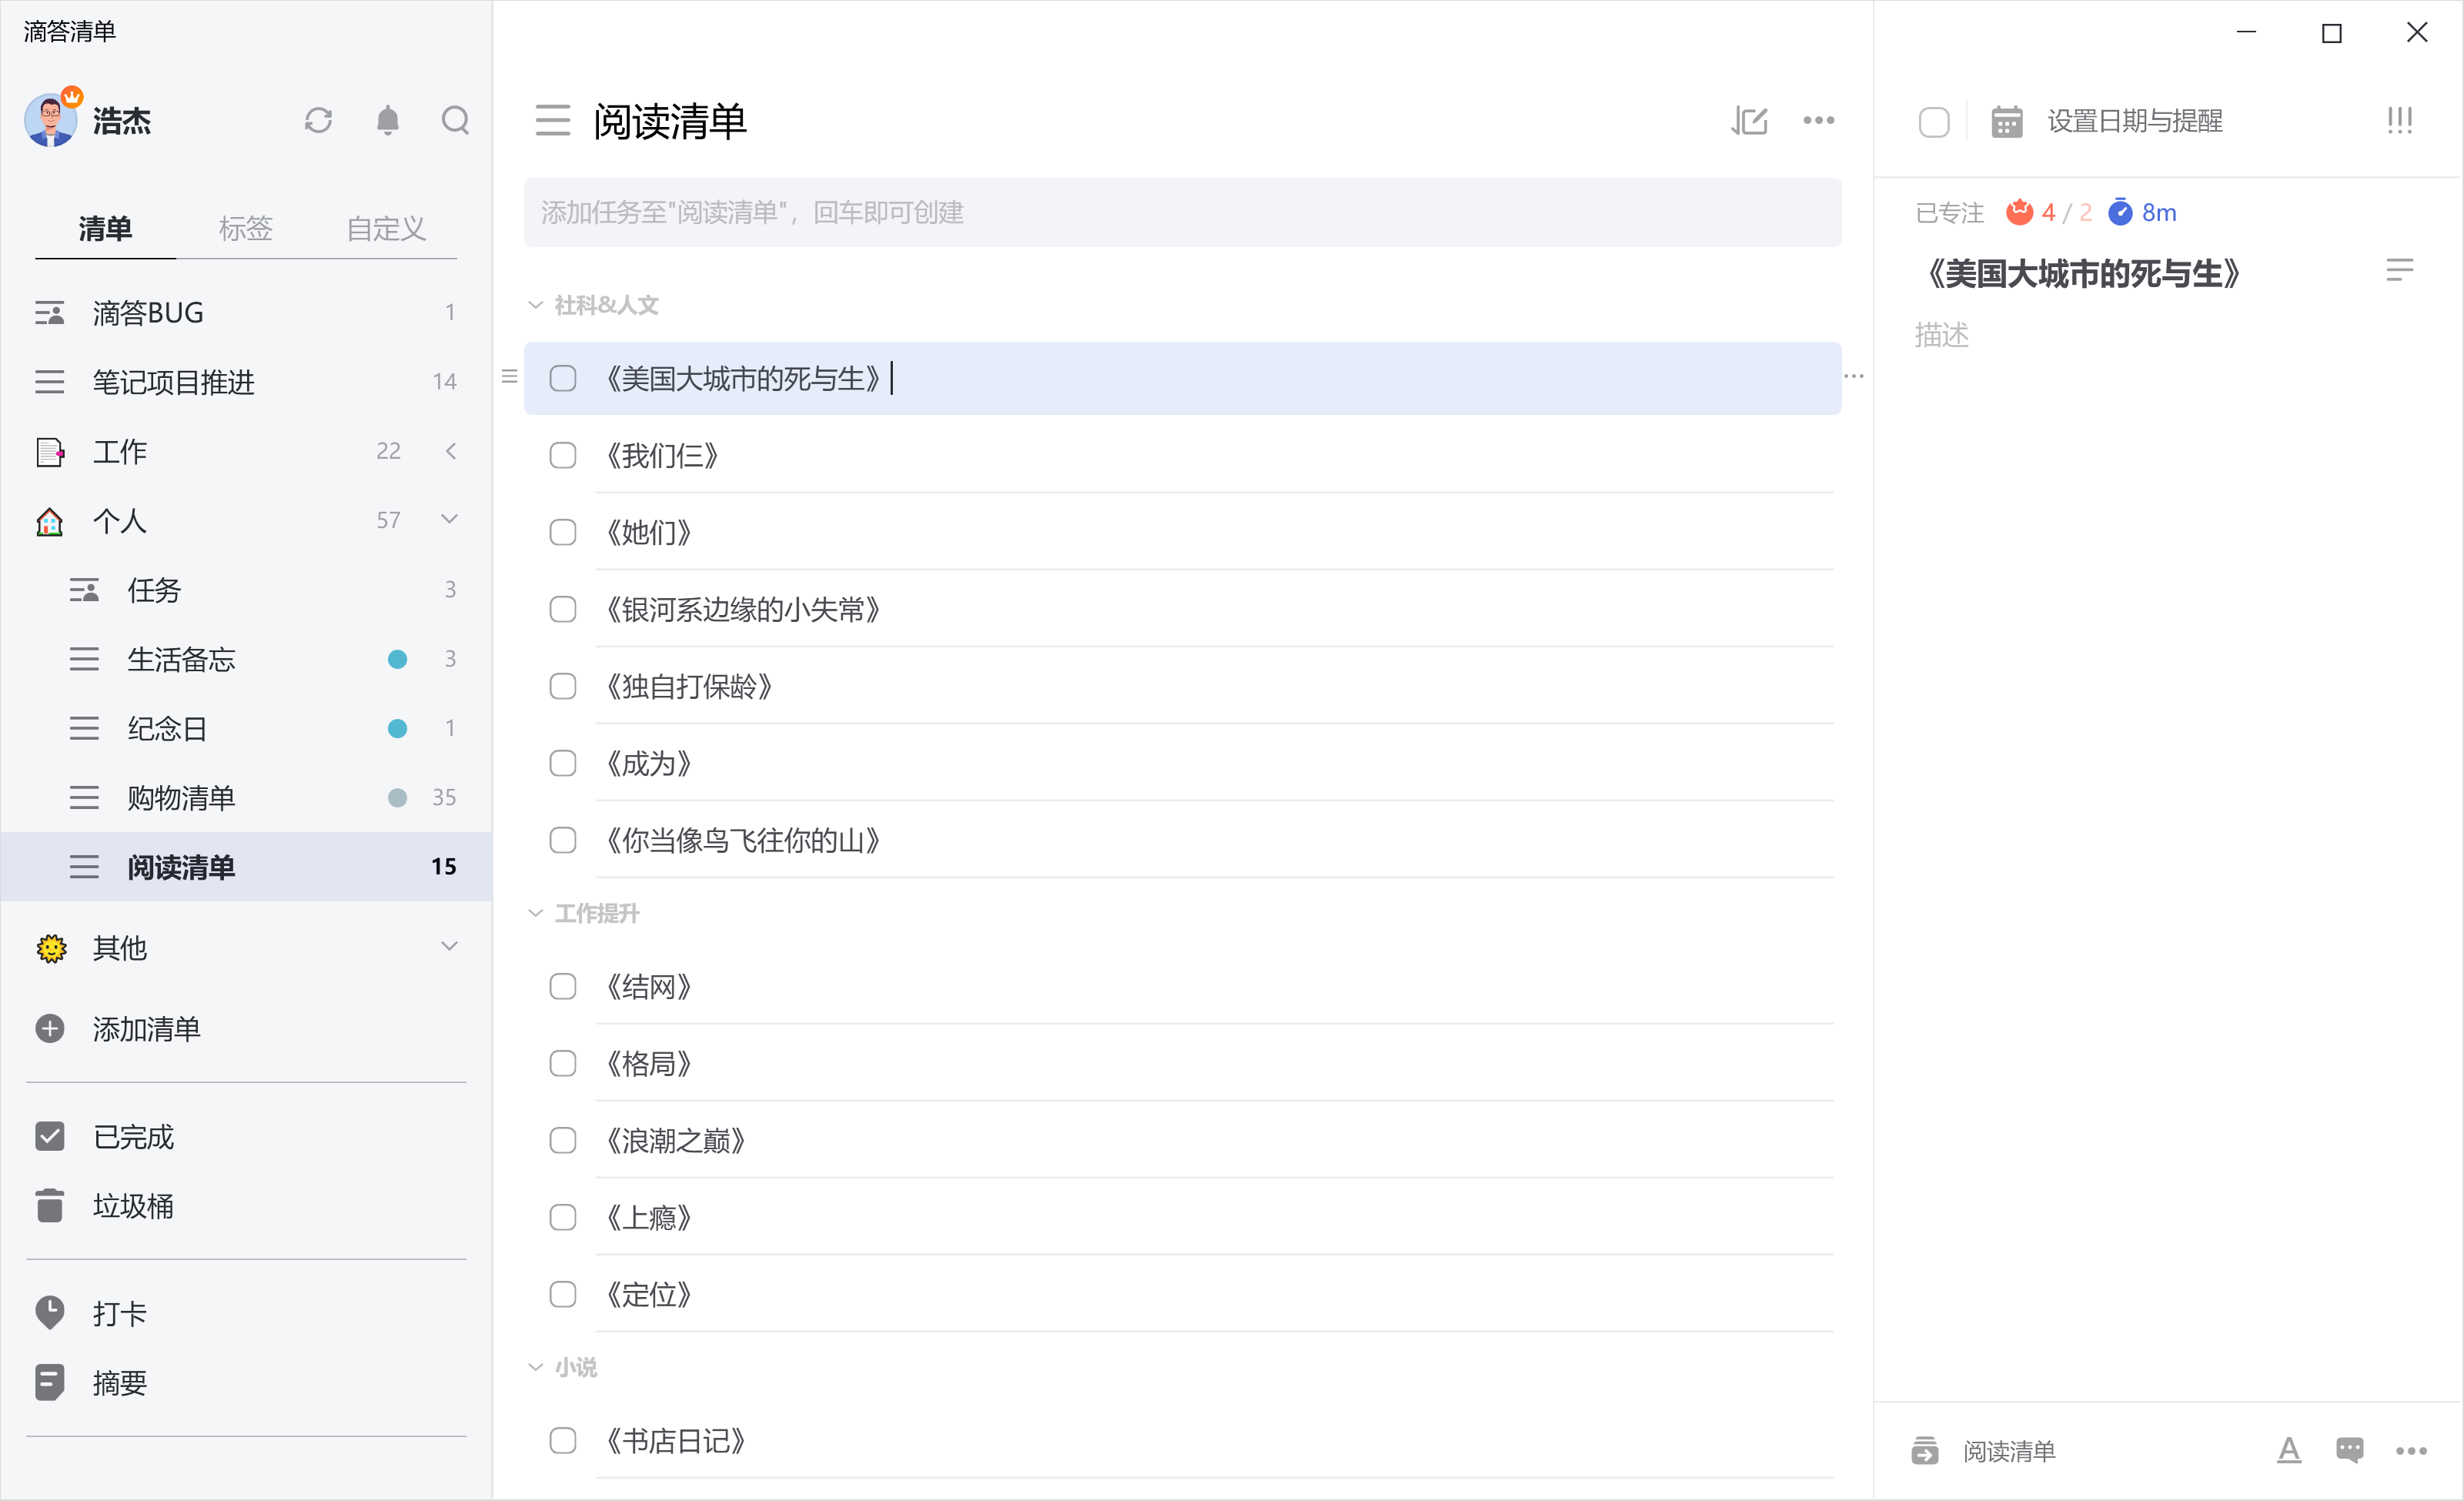 滴答清单
浩杰
清单 标签 自定义
滴答BUG 1
笔记项目推进 14
工作 22
个人 57
任务 3
生活备忘 3
纪念日 1
购物清单 35
阅读清单 15
其他
添加清单
已完成
垃圾桶
打卡
摘要
阅读清单
添加任务至"阅读清单"，回车即可创建
社科&人文
《美国大城市的死与生》
《我们仨》
《她们》
《银河系边缘的小失常》
《独自打保龄》
《成为》
《你当像鸟飞往你的山》
工作提升
《结网》
《格局》
《浪潮之巅》
《上瘾》
《定位》
小说
《书店日记》
设置日期与提醒
已专注 4 / 2 8m
《美国大城市的死与生》
描述
阅读清单